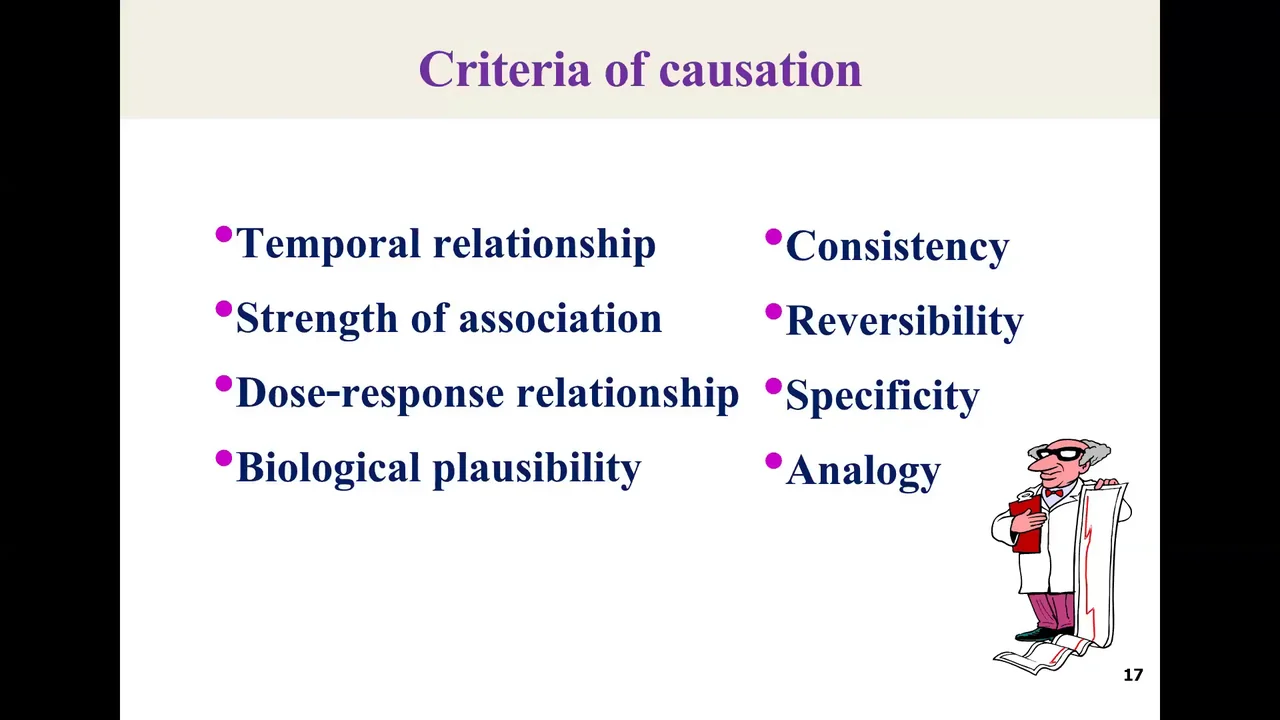 Criteria of causation
•Temporal relationship
•Strength of association
•Dose-response relationship
•Biological plausibility
•Consistency
•Reversibility
•Specificity
•Analogy
17